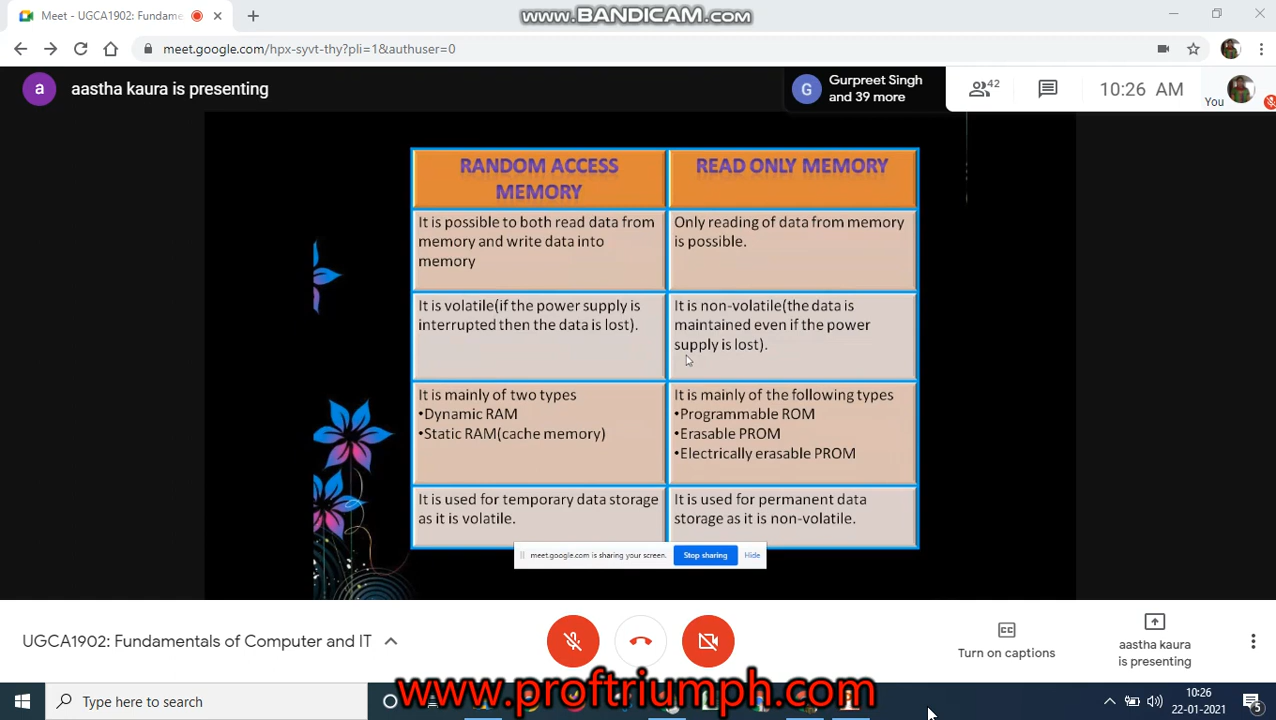 Meet - UGCA1902: Fundame
www.BANDICAM.com
meet.google.com/hpx-syvt-thy?pli=1&authuser=0
a
aastha kaura is presenting
G
Gurpreet Singh
and 39 more
42
10:26 AM
You
RANDOM ACCESS
MEMORY
READ ONLY MEMORY
It is possible to both read data from
memory and write data into
memory
Only reading of data from memory
is possible.
It is volatile(if the power supply is
interrupted then the data is lost).
It is non-volatile(the data is
maintained even if the power
supply is lost).
It is mainly of two types
•Dynamic RAM
•Static RAM(cache memory)
It is mainly of the following types
•Programmable ROM
•Erasable PROM
•Electrically erasable PROM
It is used for temporary data storage
as it is volatile.
It is used for permanent data
storage as it is non-volatile.
meet.google.com is sharing your screen.
Stop sharing
Hide
UGCA1902: Fundamentals of Computer and IT
CC
Turn on captions
aastha kaura
is presenting
www.proftriumph.com
Type here to search
10:26
22-01-2021
5